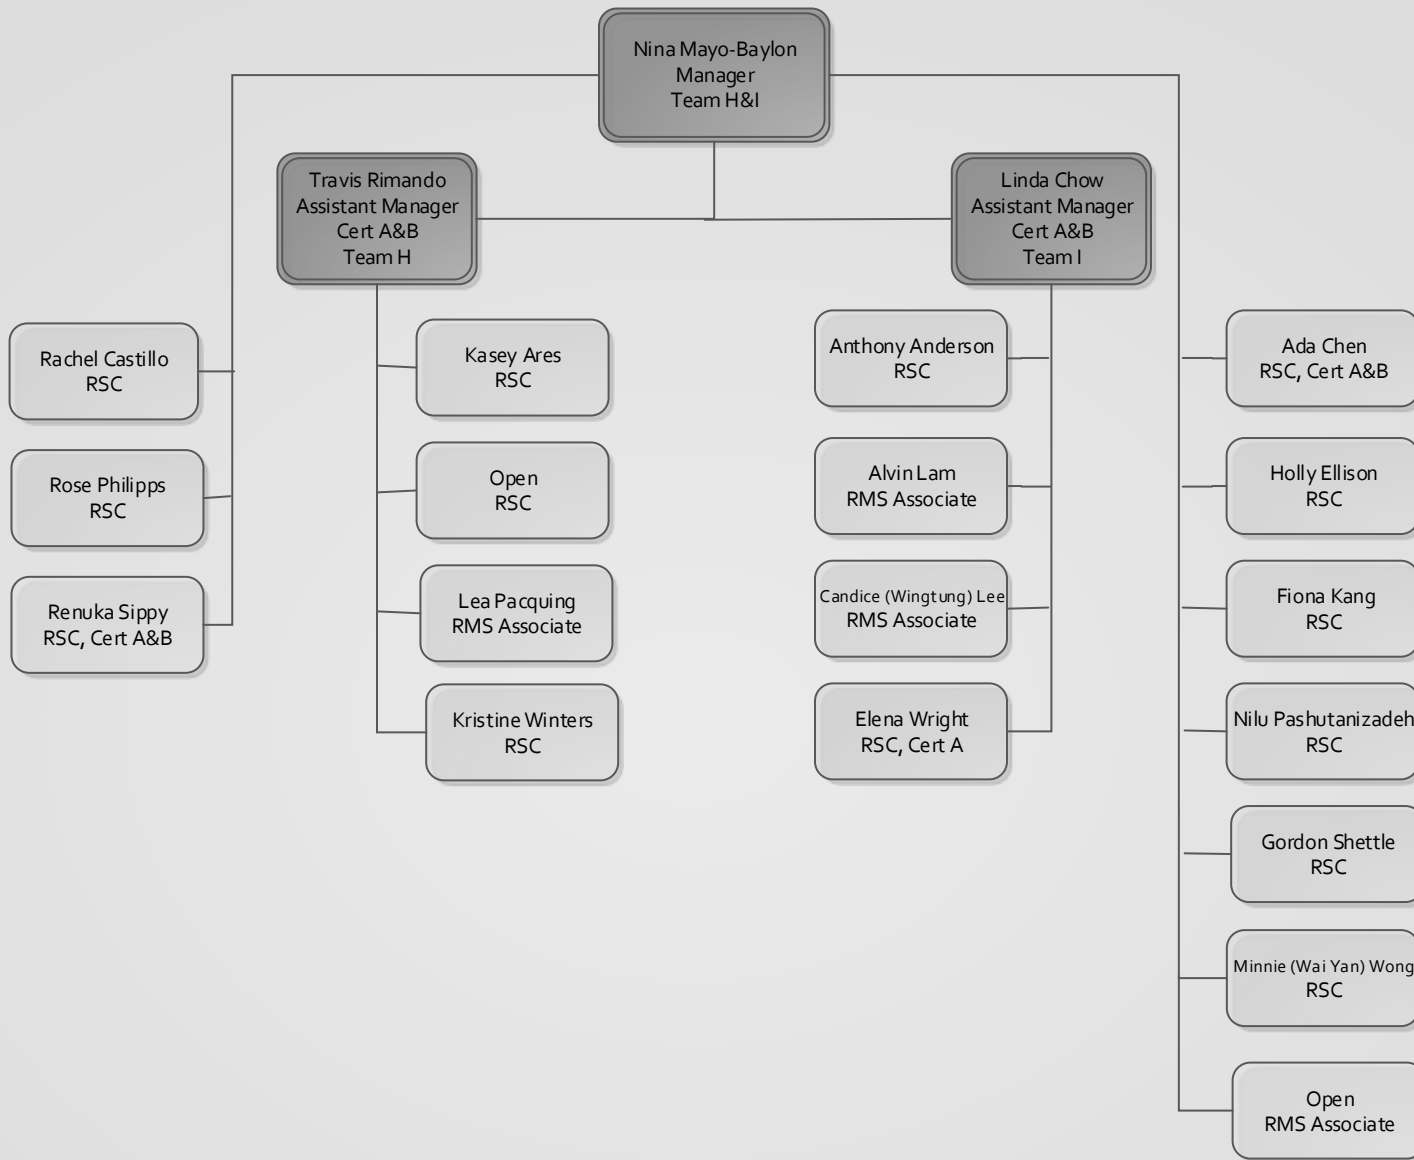 Nina Mayo-Baylon
Manager
Team H&I
Travis Rimando
Assistant Manager
Cert A&B
Team H
Linda Chow
Assistant Manager
Cert A&B
Team I
Rachel Castillo
RSC
Rose Philipps
RSC
Renuka Sippy
RSC, Cert A&B
Kasey Ares
RSC
Open
RSC
Lea Pacquing
RMS Associate
Kristine Winters
RSC
Anthony Anderson
RSC
Alvin Lam
RMS Associate
Candice (Wingtung) Lee
RMS Associate
Elena Wright
RSC, Cert A
Ada Chen
RSC, Cert A&B
Holly Ellison
RSC
Fiona Kang
RSC
Nilu Pashutanizadeh
RSC
Gordon Shettle
RSC
Minnie (Wai Yan) Wong
RSC
Open
RMS Associate